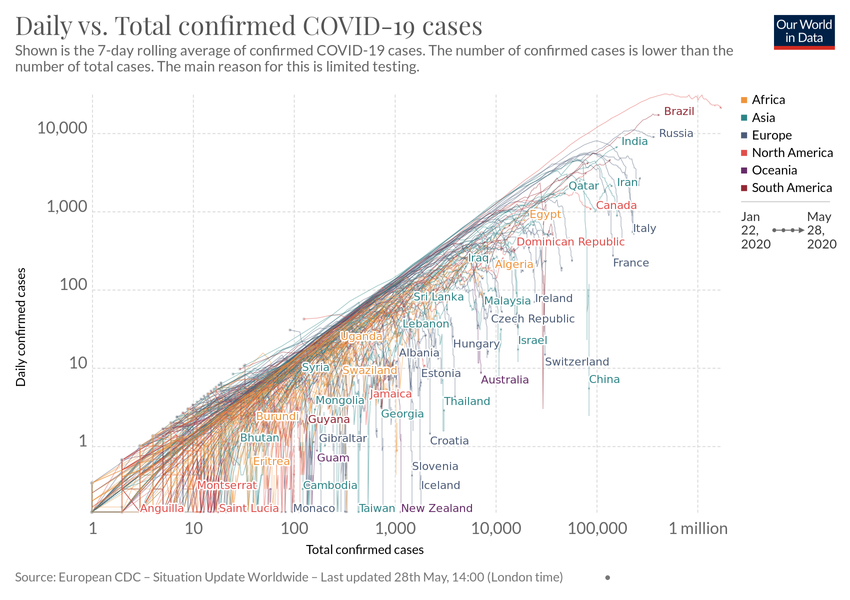 Daily vs. Total confirmed COVID-19 cases
Shown is the 7-day rolling average of confirmed COVID-19 cases. The number of confirmed cases is lower than the
number of total cases. The main reason for this is limited testing.
Our World
in Data
Africa
Asia
Europe
North America
Oceania
South America
Jan
22,
2020
May
28,
2020
Daily confirmed cases
10,000
1,000
100
10
1
Brazil
Russia
India
Qatar
Iran
Canada
Egypt
Italy
Dominican Republic
Iraq
Algeria
France
Sri Lanka
Malaysia
Ireland
Lebanon
Czech Republic
Uganda
Hungary
Israel
Albania
Switzerland
Syria
Swaziland
Estonia
Australia
China
Jamaica
Mongolia
Thailand
Burundi
Guyana
Georgia
Bhutan
Gibraltar
Croatia
Eritrea
Guam
Slovenia
Montserrat
Cambodia
Iceland
Anguilla
Saint Lucia
Monaco
Taiwan
New Zealand
1
10
100
1,000
10,000
100,000
1 million
Total confirmed cases
Source: European CDC – Situation Update Worldwide – Last updated 28th May, 14:00 (London time)